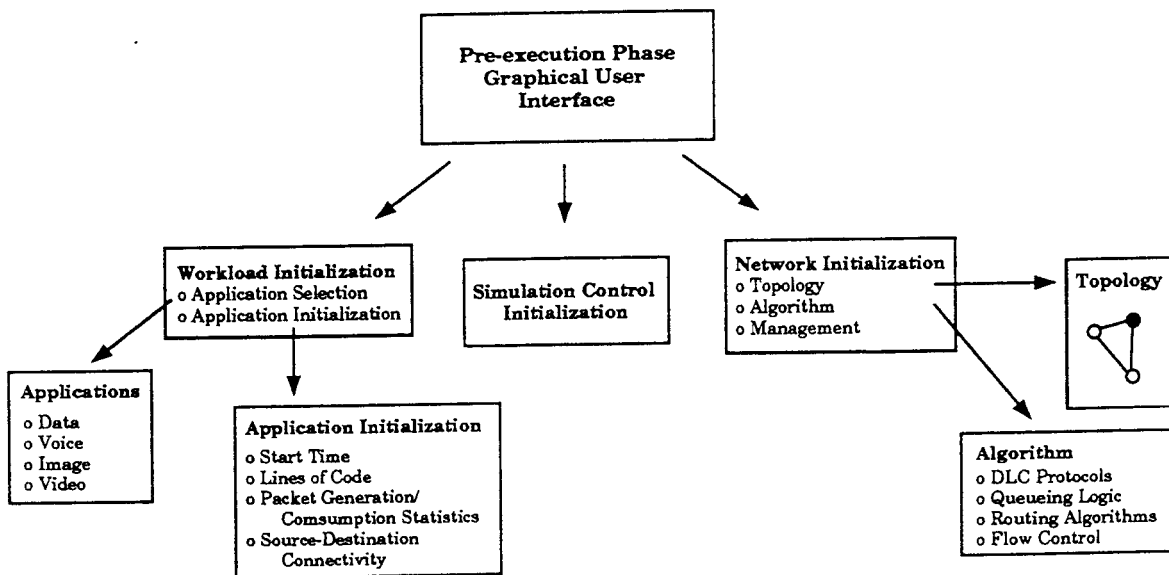 Pre-execution Phase
Graphical User
Interface
Workload Initialization
o Application Selection
o Application Initialization
Simulation Control
Initialization
Network Initialization
o Topology
o Algorithm
o Management
Topology
Applications
o Data
o Voice
o Image
o Video
Application Initialization
o Start Time
o Lines of Code
o Packet Generation/
Comsumption Statistics
o Source-Destination
Connectivity
Algorithm
o DLC Protocols
o Queueing Logic
o Routing Algorithms
o Flow Control